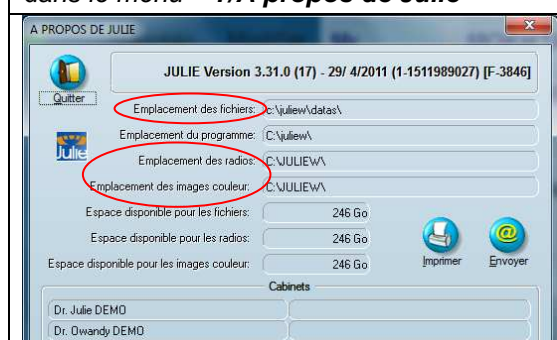 dans le menu ?/A propos de Julie
A PROPOS DE JULIE
JULIE Version 3.31.0 (17) - 29/ 4/2011 (1-1511989027) [F-3846]
Quitter
Emplacement des fichiers: c:\juliew\datas\
Emplacement du programme: C:\juliew\
Julie
Emplacement des radios: C:\JULIEW\
Emplacement des images couleur: C:\JULIEW\
Espace disponible pour les fichiers: 246 Go
Espace disponible pour les radios: 246 Go
Espace disponible pour les images couleur: 246 Go
Imprimer Envoyer
Cabinets
Dr. Julie DEMO
Dr. Owandy DEMO